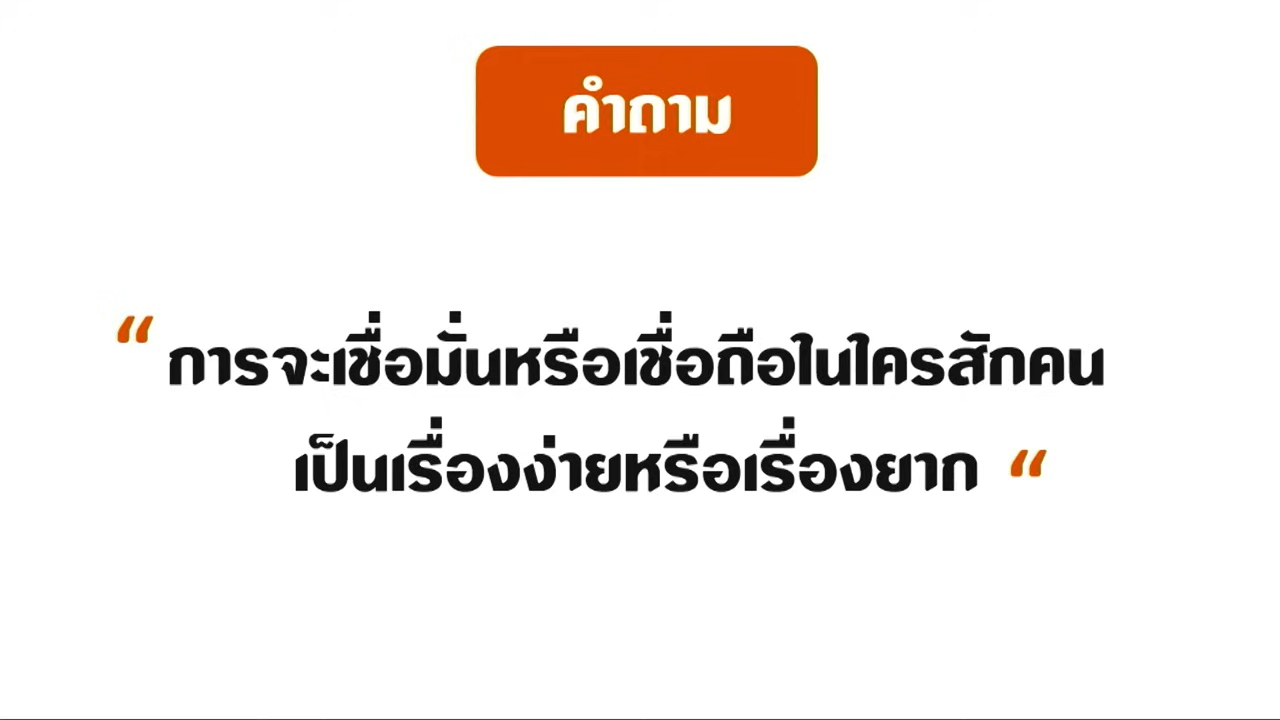 คำถาม
“ การจะเชื่อมั่นหรือเชื่อถือในใครสักคน
เป็นเรื่องง่ายหรือเรื่องยาก “